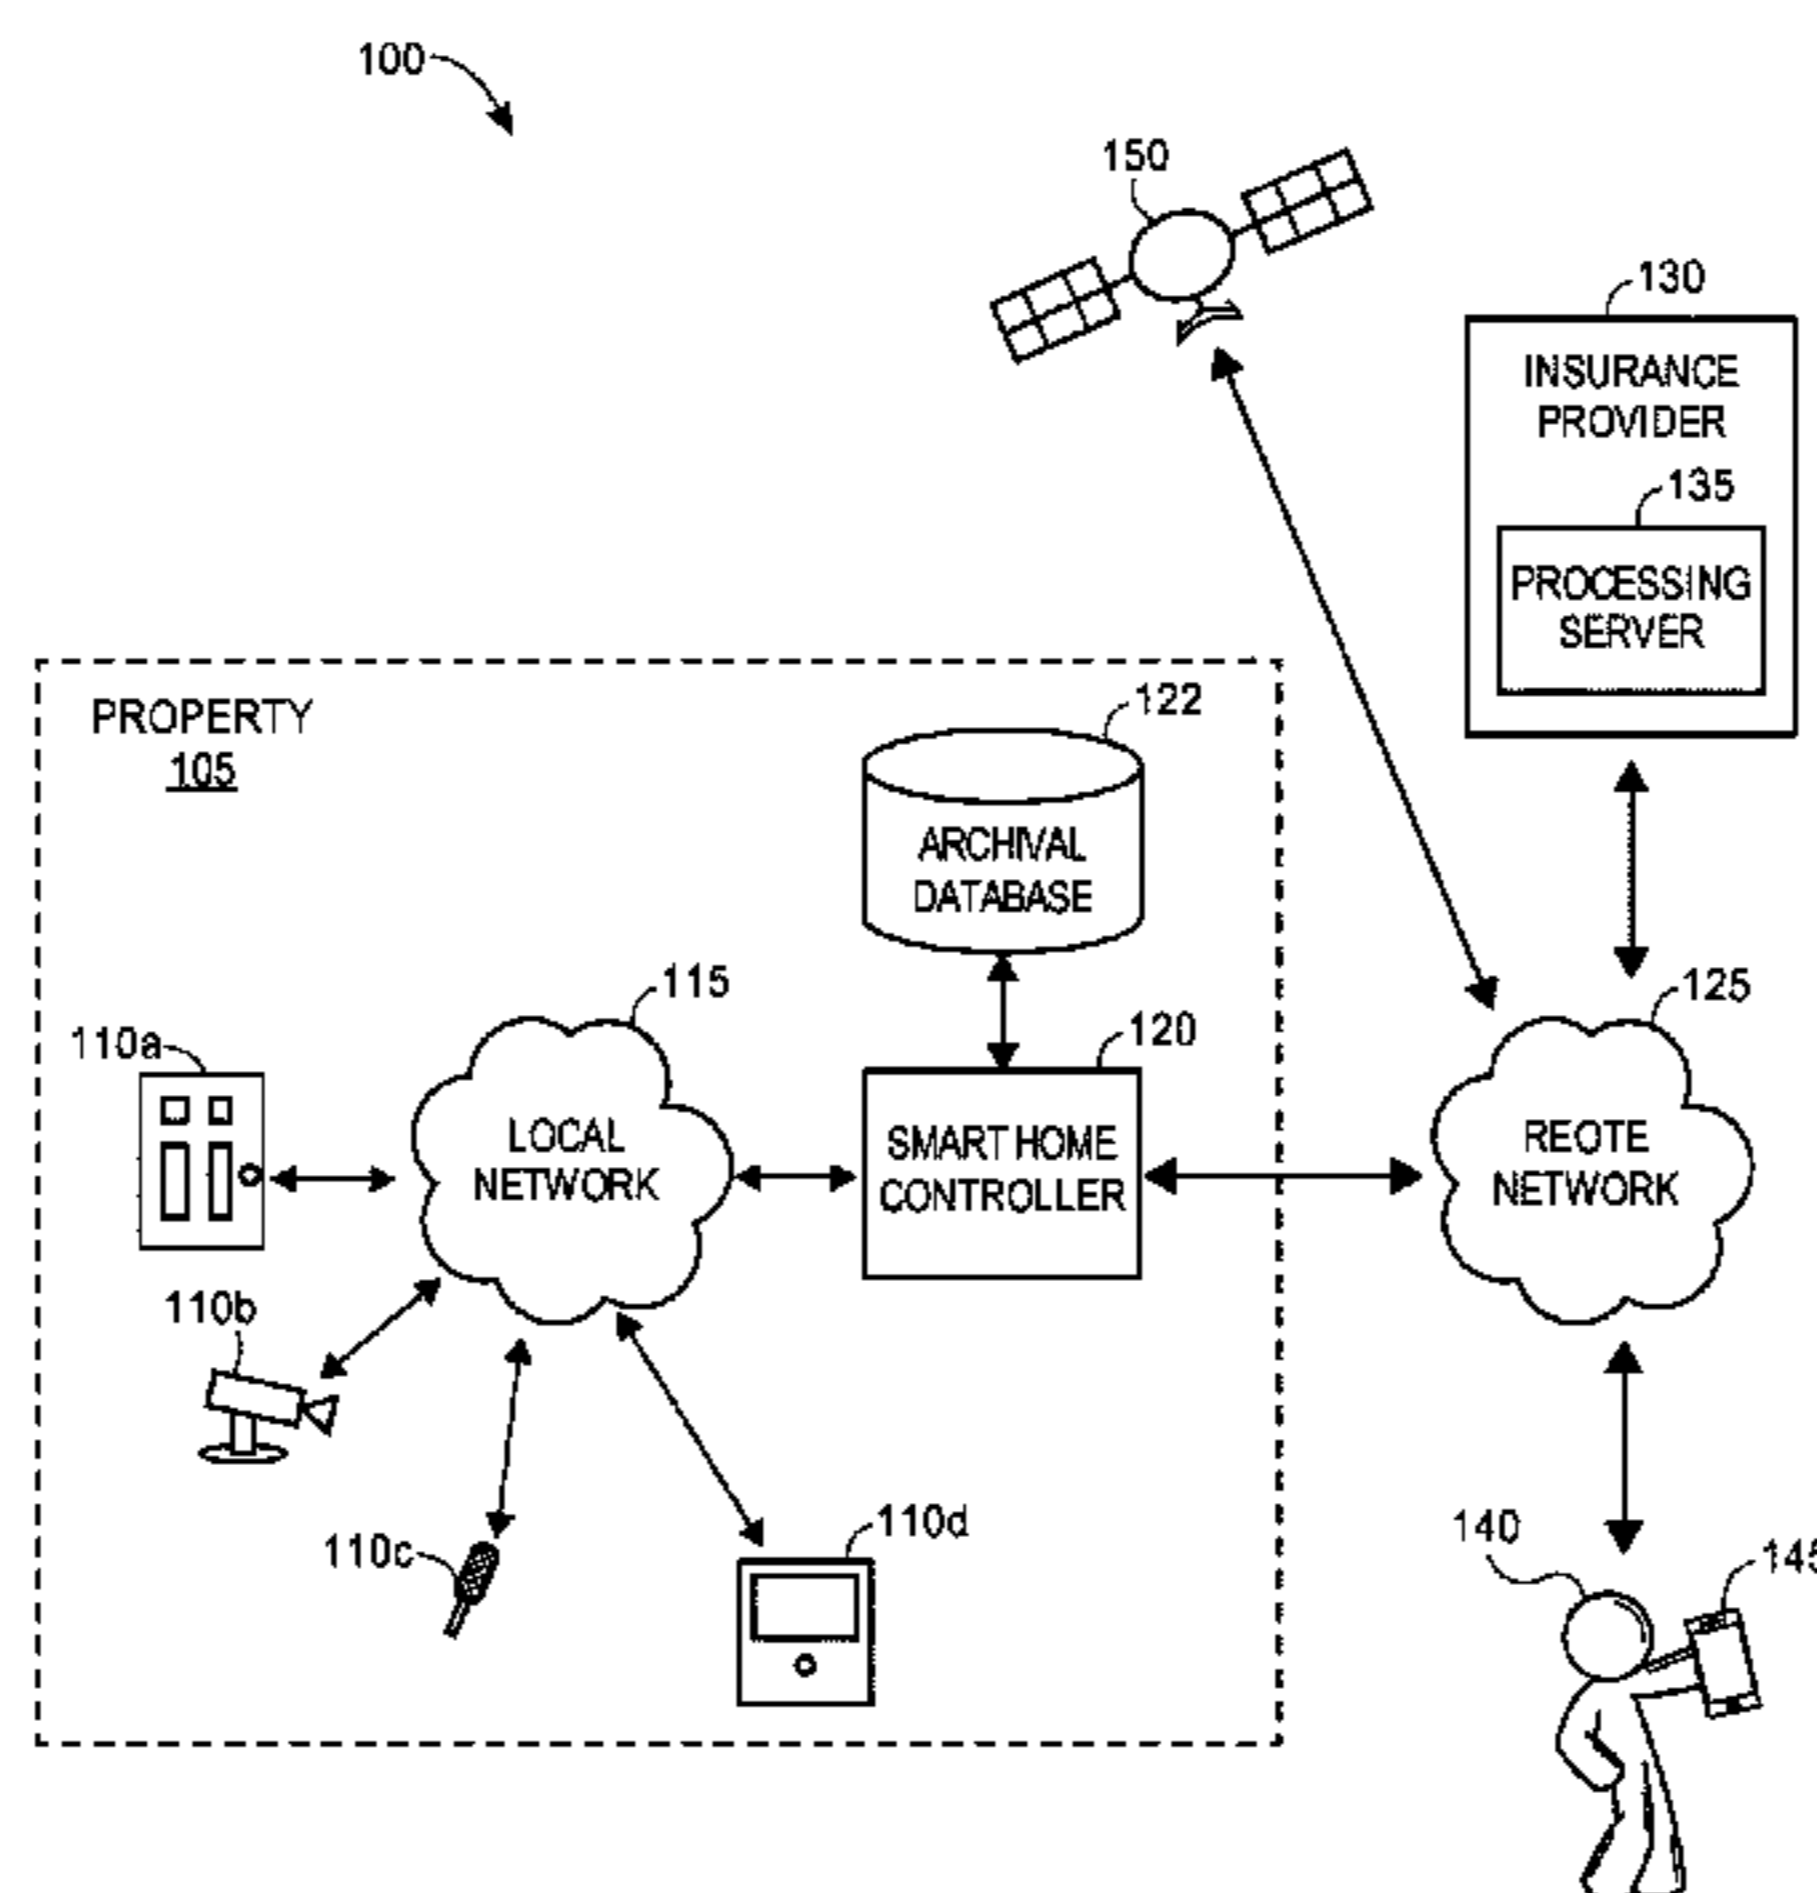 100
150
130
INSURANCE
PROVIDER
135
PROCESSING
SERVER
PROPERTY
105
122
ARCHIVAL
DATABASE
115
120
125
110a
LOCAL
NETWORK
SMART HOME
CONTROLLER
REOTE
NETWORK
110b
110c
110d
140
145